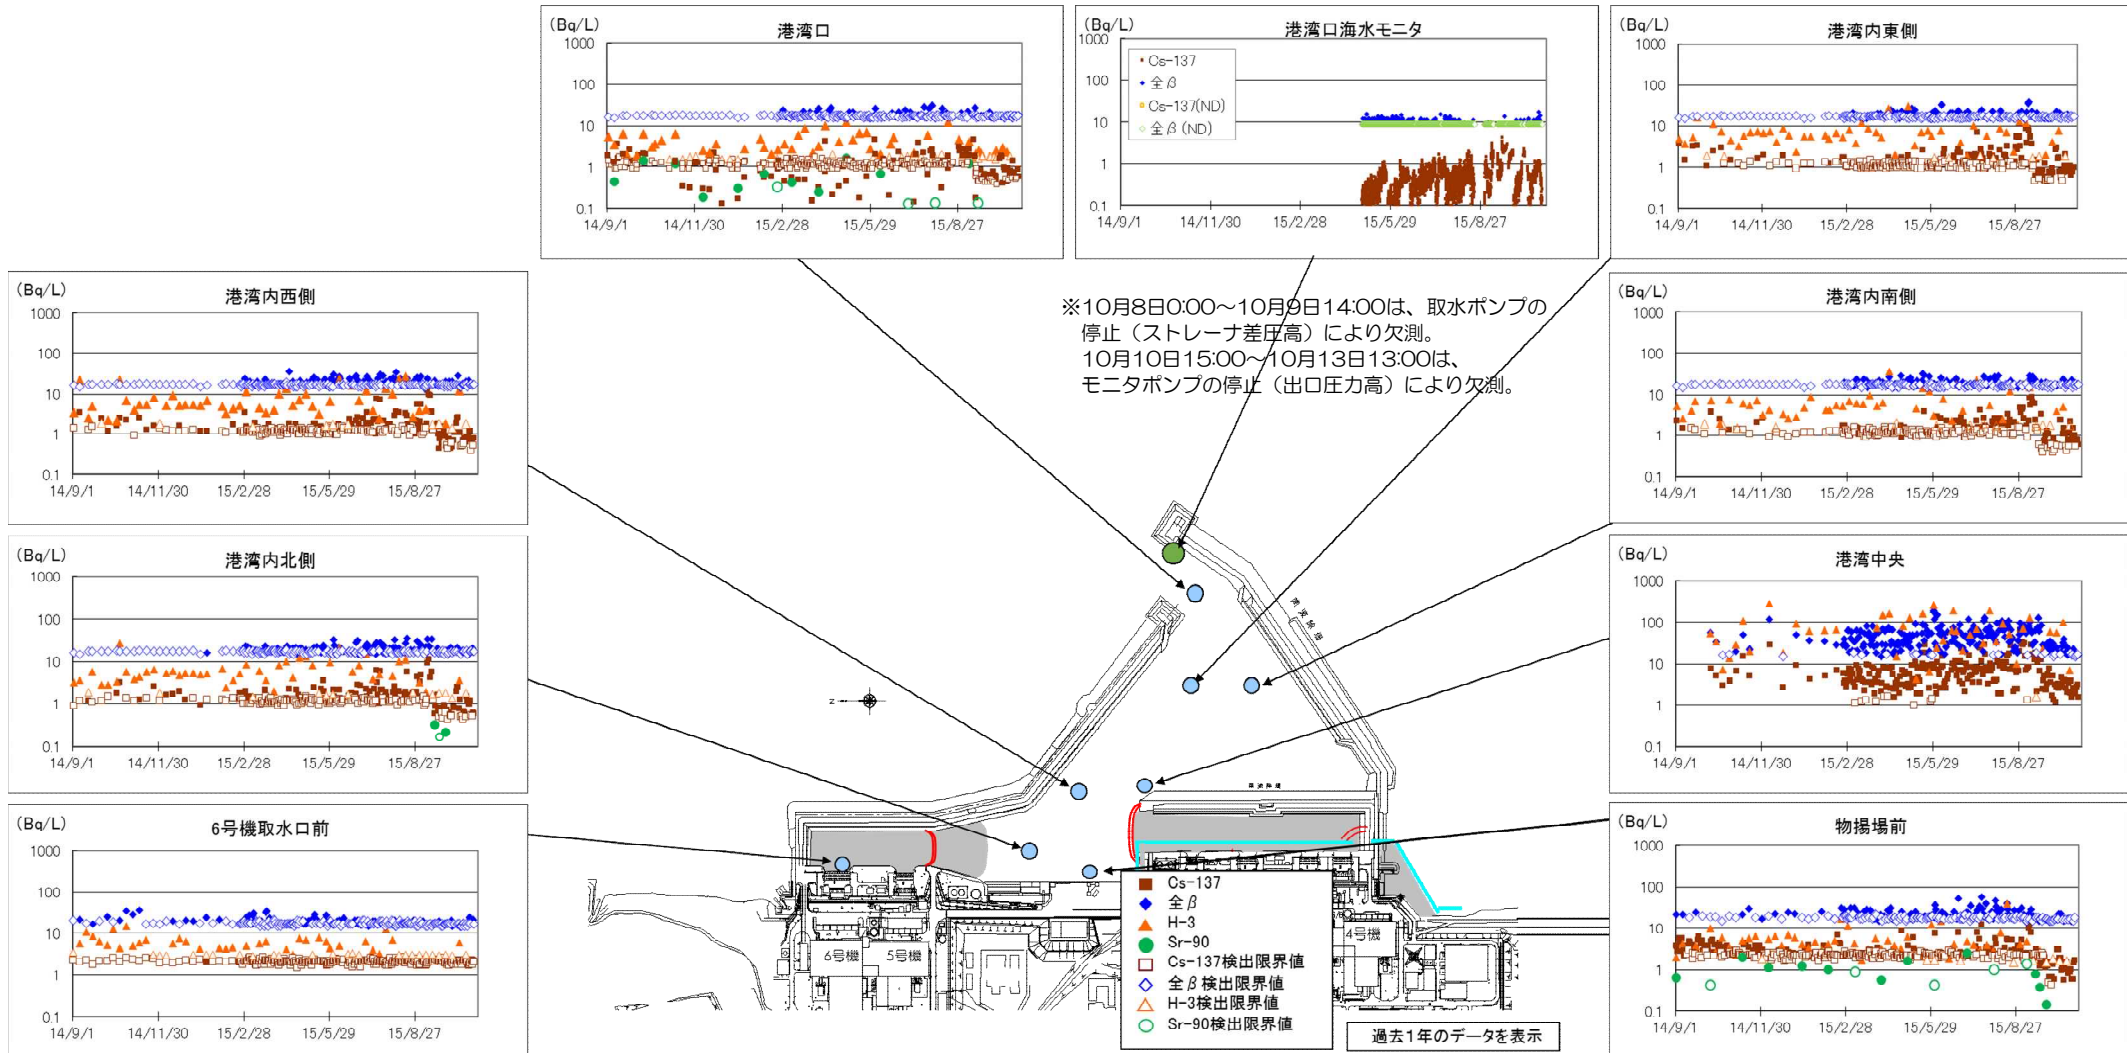 (Bq/L)
港湾口
1000
100
10
1
0.1
14/9/1
14/11/30
15/2/28
15/5/29
15/8/27
(Bq/L)
港湾口海水モニタ
1000
100
10
1
0.1
Cs-137
全β
Cs-137(ND)
全β (ND)
14/9/1
14/11/30
15/2/28
15/5/29
15/8/27
(Bq/L)
港湾内東側
1000
100
10
1
0.1
14/9/1
14/11/30
15/2/28
15/5/29
15/8/27
(Bq/L)
港湾内西側
1000
100
10
1
0.1
14/9/1
14/11/30
15/2/28
15/5/29
15/8/27
※10月8日0:00～10月9日14:00は、取水ポンプの
停止（ストレーナ差圧高）により欠測。
10月10日15:00～10月13日13:00は、
モニタポンプの停止（出口圧力高）により欠測。
(Bq/L)
港湾内南側
1000
100
10
1
0.1
14/9/1
14/11/30
15/2/28
15/5/29
15/8/27
(Bq/L)
港湾内北側
1000
100
10
1
0.1
14/9/1
14/11/30
15/2/28
15/5/29
15/8/27
(Bq/L)
港湾中央
1000
100
10
1
0.1
14/9/1
14/11/30
15/2/28
15/5/29
15/8/27
(Bq/L)
6号機取水口前
1000
100
10
1
0.1
14/9/1
14/11/30
15/2/28
15/5/29
15/8/27
(Bq/L)
物揚場前
1000
100
10
1
0.1
14/9/1
14/11/30
15/2/28
15/5/29
15/8/27
Z
6号機
5号機
4号機
Cs-137
全β
H-3
Sr-90
Cs-137検出限界値
全β検出限界値
H-3検出限界値
Sr-90検出限界値
過去1年のデータを表示